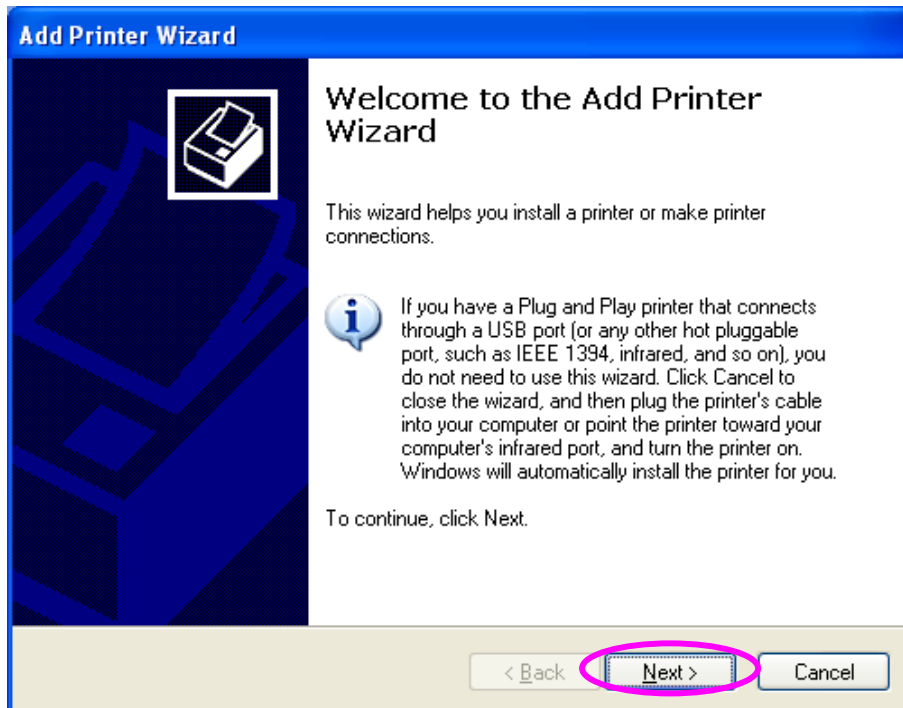 Add Printer Wizard
Welcome to the Add Printer
Wizard
This wizard helps you install a printer or make printer
connections.
If you have a Plug and Play printer that connects
through a USB port (or any other hot pluggable
port, such as IEEE 1394, infrared, and so on), you
do not need to use this wizard. Click Cancel to
close the wizard, and then plug the printer's cable
into your computer or point the printer toward your
computer's infrared port, and turn the printer on.
Windows will automatically install the printer for you.
To continue, click Next.
< Back Next > Cancel